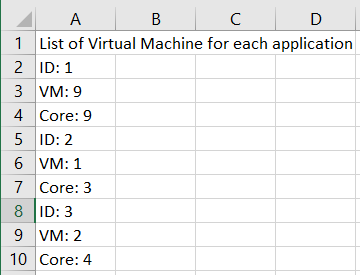 A B C D
1 List of Virtual Machine for each application
2 ID: 1
3 VM: 9
4 Core: 9
5 ID: 2
6 VM: 1
7 Core: 3
8 ID: 3
9 VM: 2
10 Core: 4